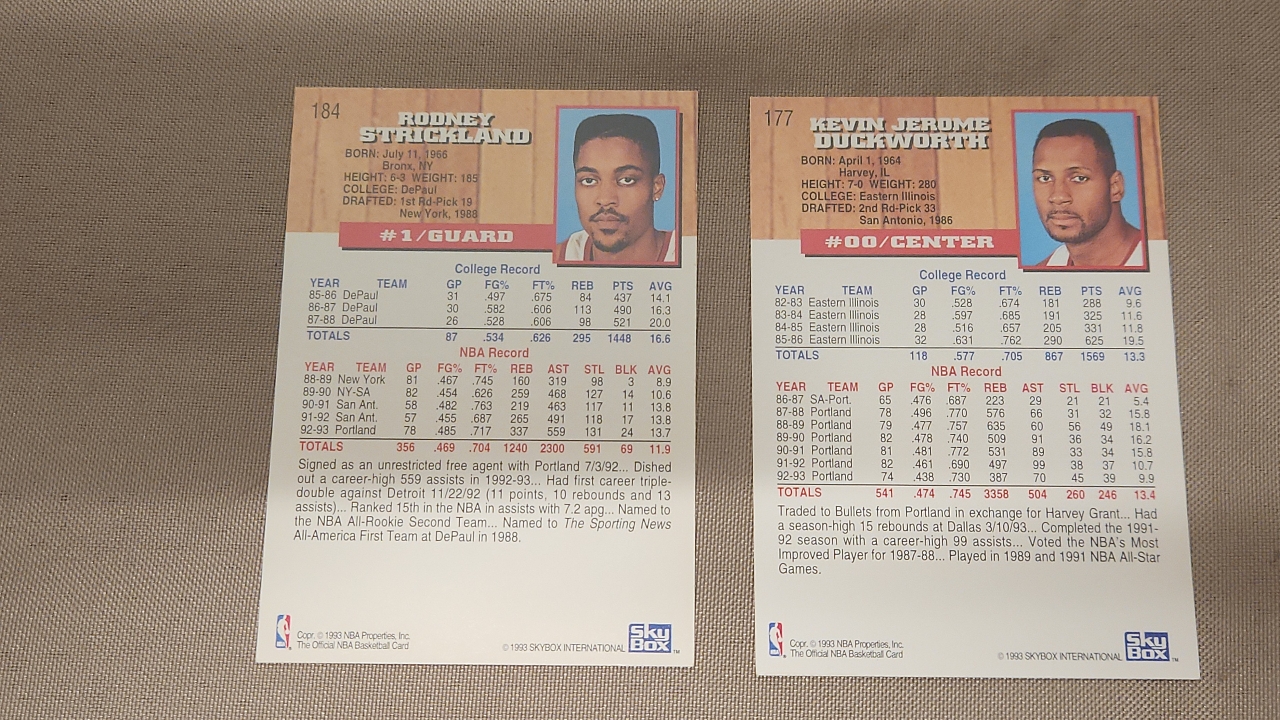 184
RODNEY
STRICKLAND
BORN: July 11, 1966
Bronx, NY
HEIGHT: 6-3 WEIGHT: 185
COLLEGE: DePaul
DRAFTED: 1st Rd-Pick 19
New York, 1988
#1/GUARD
College Record
YEAR TEAM GP FG% FT% REB PTS AVG
85-86 DePaul 31 .497 .675 84 437 14.1
86-87 DePaul 30 .582 .606 113 490 16.3
87-88 DePaul 26 .528 .606 98 521 20.0
TOTALS 87 .534 .626 295 1448 16.6
NBA Record
YEAR TEAM GP FG% FT% REB AST STL BLK AVG
88-89 New York 81 .467 .745 160 319 98 3 8.9
89-90 NY-SA 82 .454 .626 259 468 127 14 10.6
90-91 San Ant. 58 .482 .763 219 463 117 11 13.8
91-92 San Ant. 57 .455 .687 265 491 118 17 13.8
92-93 Portland 78 .485 .717 337 559 131 24 13.7
TOTALS 356 .469 .704 1240 2300 591 69 11.9
Signed as an unrestricted free agent with Portland 7/3/92... Dished
out a career-high 559 assists in 1992-93... Had first career triple-
double against Detroit 11/22/92 (11 points, 10 rebounds and 13
assists)... Ranked 15th in the NBA in assists with 7.2 apg... Named to
the NBA All-Rookie Second Team... Named to The Sporting News
All-America First Team at DePaul in 1988.
NBA
Copr. © 1993 NBA Properties, Inc.
The Official NBA Basketball Card
© 1993 SKYBOX INTERNATIONAL
Sky
Box
TM
177
KEVIN JEROME
DUCKWORTH
BORN: April 1, 1964
Harvey, IL
HEIGHT: 7-0 WEIGHT: 280
COLLEGE: Eastern Illinois
DRAFTED: 2nd Rd-Pick 33
San Antonio, 1986
#00/CENTER
College Record
YEAR TEAM GP FG% FT% REB PTS AVG
82-83 Eastern Illinois 30 .528 .674 181 288 9.6
83-84 Eastern Illinois 28 .597 .685 191 325 11.6
84-85 Eastern Illinois 28 .516 .657 205 331 11.8
85-86 Eastern Illinois 32 .631 .762 290 625 19.5
TOTALS 118 .577 .705 867 1569 13.3
NBA Record
YEAR TEAM GP FG% FT% REB AST STL BLK AVG
86-87 SA-Port. 65 .476 .687 223 29 21 21 5.4
87-88 Portland 78 .496 .770 576 66 31 32 15.8
88-89 Portland 79 .477 .757 635 60 56 49 18.1
89-90 Portland 82 .478 .740 509 91 36 34 16.2
90-91 Portland 81 .481 .772 531 89 33 34 15.8
91-92 Portland 82 .461 .690 497 99 38 37 10.7
92-93 Portland 74 .438 .730 387 70 45 39 9.9
TOTALS 541 .474 .745 3358 504 260 246 13.4
Traded to Bullets from Portland in exchange for Harvey Grant... Had
a season-high 15 rebounds at Dallas 3/10/93... Completed the 1991-
92 season with a career-high 99 assists... Voted the NBA's Most
Improved Player for 1987-88... Played in 1989 and 1991 NBA All-Star
Games.
NBA
Copr. © 1993 NBA Properties, Inc.
The Official NBA Basketball Card
© 1993 SKYBOX INTERNATIONAL
Sky
Box
TM